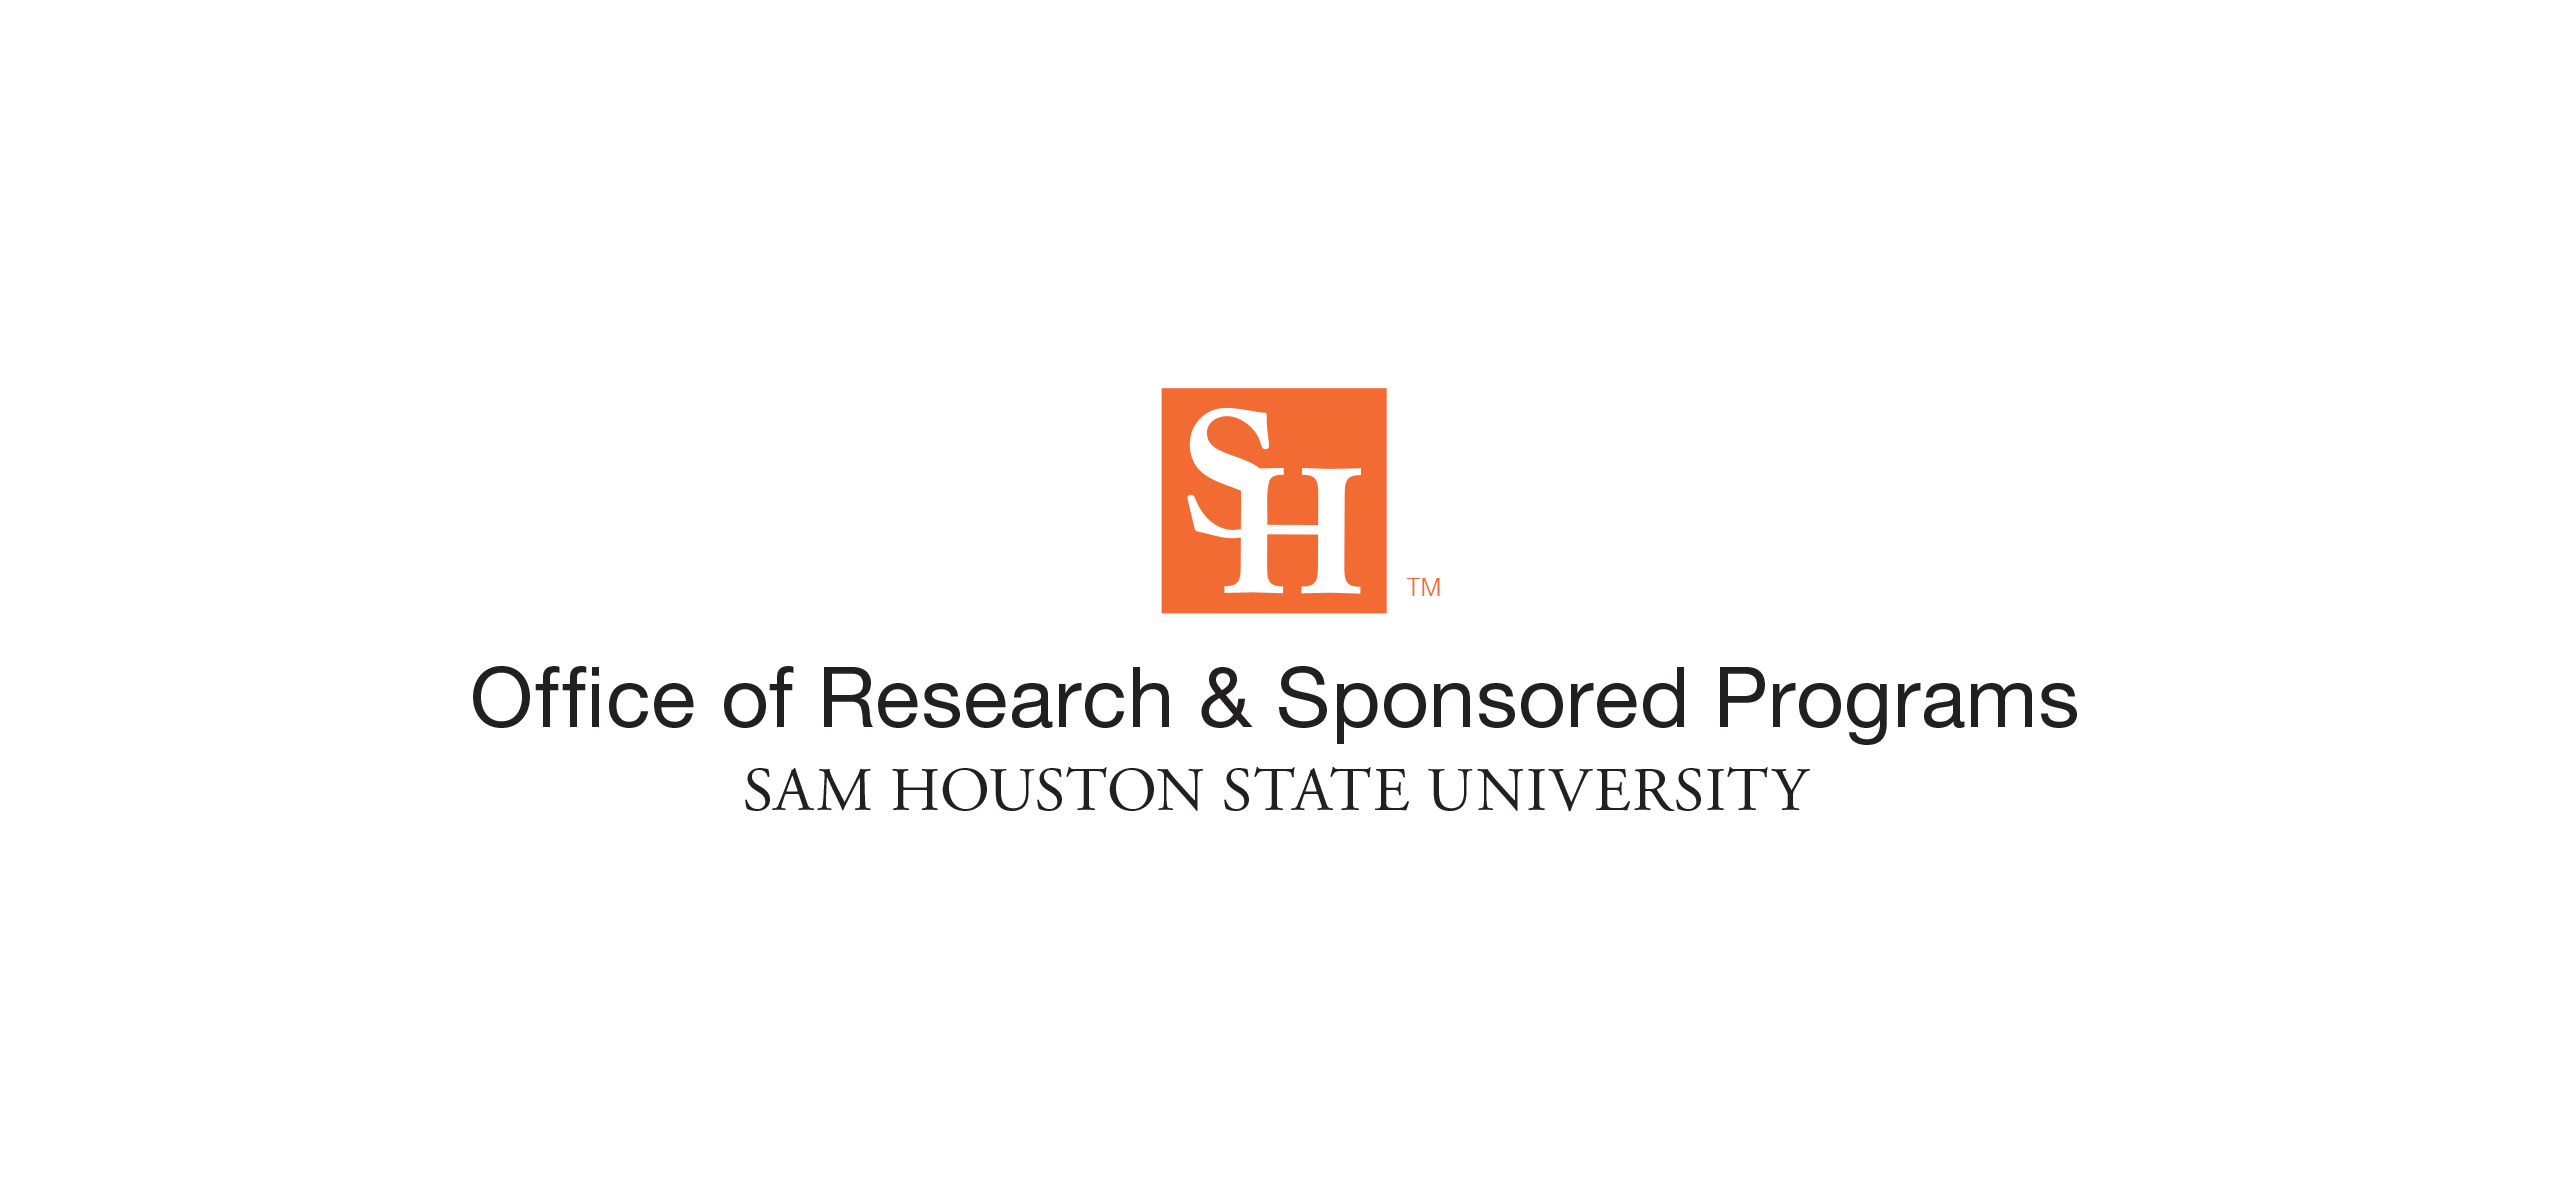 SH
TM
Office of Research & Sponsored Programs
SAM HOUSTON STATE UNIVERSITY